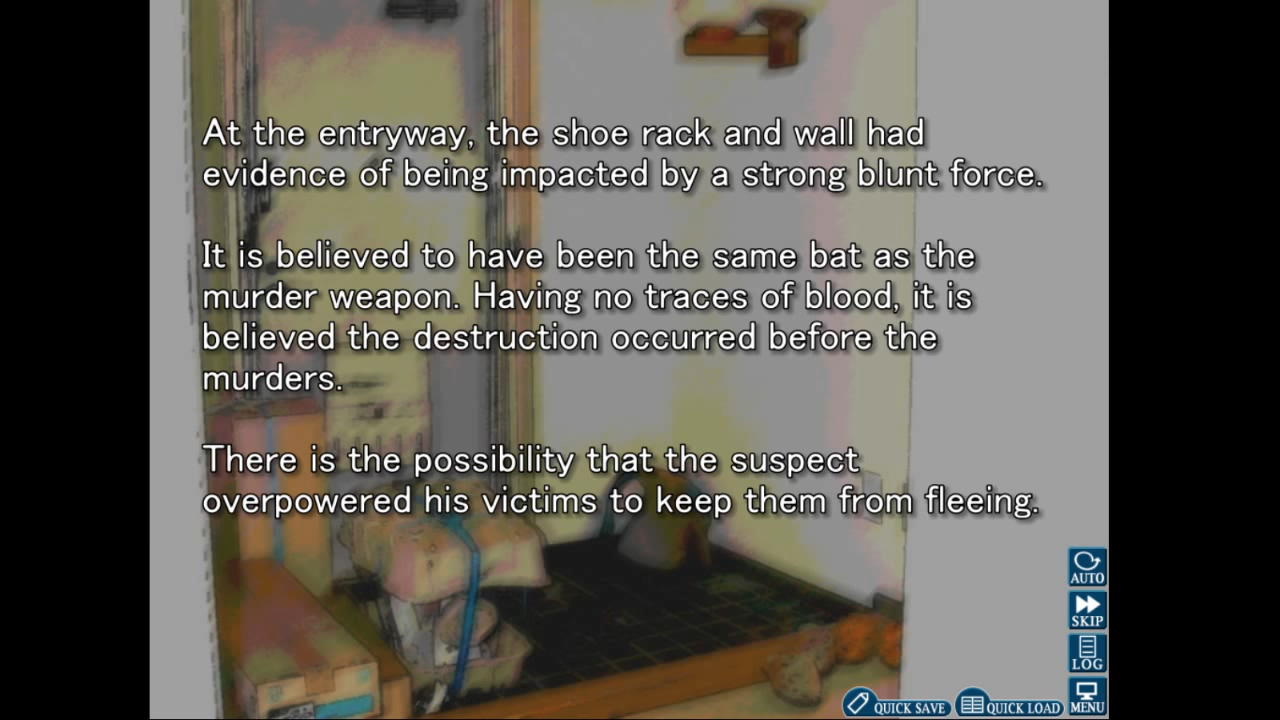 At the entryway, the shoe rack and wall had
evidence of being impacted by a strong blunt force.
It is believed to have been the same bat as the
murder weapon. Having no traces of blood, it is
believed the destruction occurred before the
murders.
There is the possibility that the suspect
overpowered his victims to keep them from fleeing.
AUTO
SKIP
LOG
MENU
QUICK SAVE
QUICK LOAD